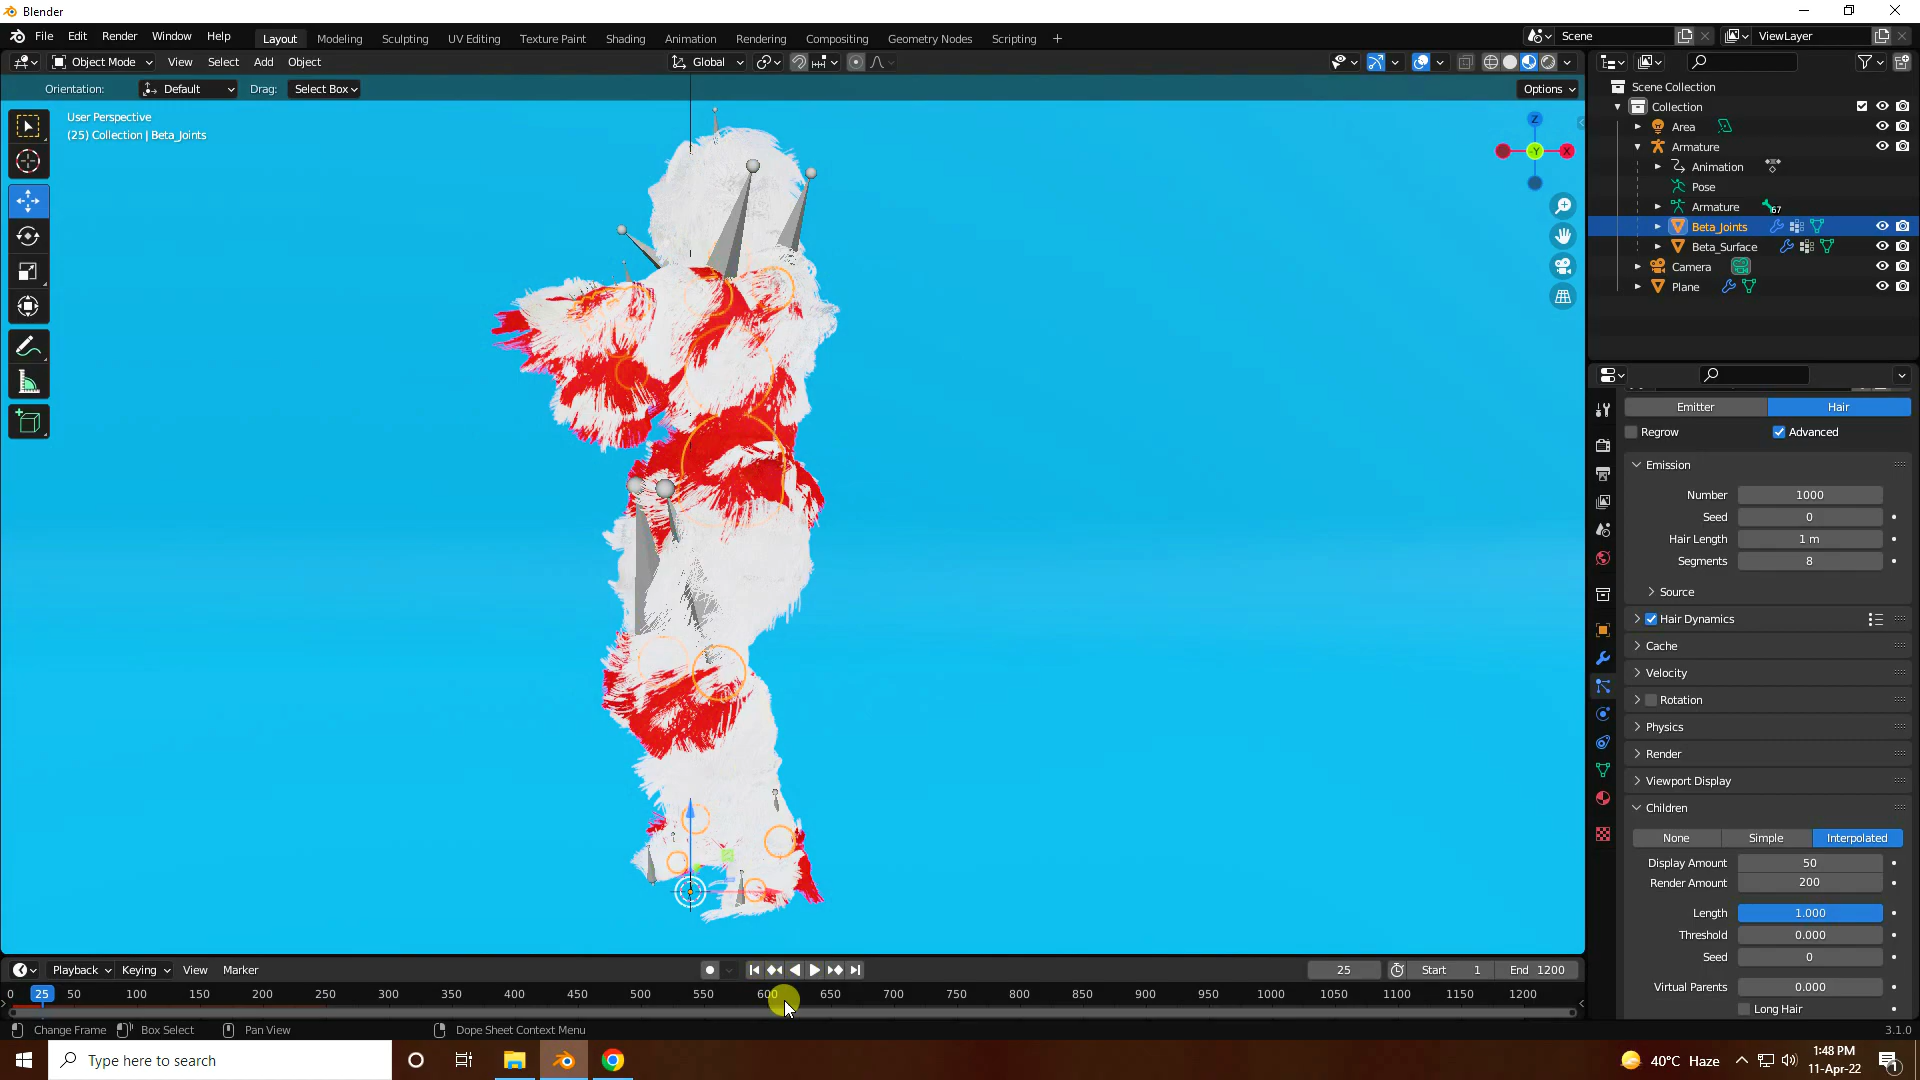 Blender
File Edit Render Window Help
Layout Modeling Sculpting UV Editing Texture Paint Shading Animation Rendering Compositing Geometry Nodes Scripting +
Scene
ViewLayer
Object Mode View Select Add Object
Global
Orientation: Default Drag: Select Box
Options
User Perspective
(25) Collection | Beta_Joints
Z
-Y
X
Scene Collection
Collection
Area
Armature
Animation
Pose
Armature 67
Beta_Joints
Beta_Surface
Camera
Plane
Emitter Hair
Regrow Advanced
Emission
Number 1000
Seed 0
Hair Length 1 m
Segments 8
Source
Hair Dynamics
Cache
Velocity
Rotation
Physics
Render
Viewport Display
Children
None Simple Interpolated
Display Amount 50
Render Amount 200
Length 1.000
Threshold 0.000
Seed 0
Virtual Parents 0.000
Long Hair
Playback Keying View Marker
25 Start 1 End 1200
0 25 50 100 150 200 250 300 350 400 450 500 550 600 650 700 750 800 850 900 950 1000 1050 1100 1150 1200
Change Frame Box Select Pan View Dope Sheet Context Menu
3.1.0
Type here to search
40°C Haze
1:48 PM
11-Apr-22
1